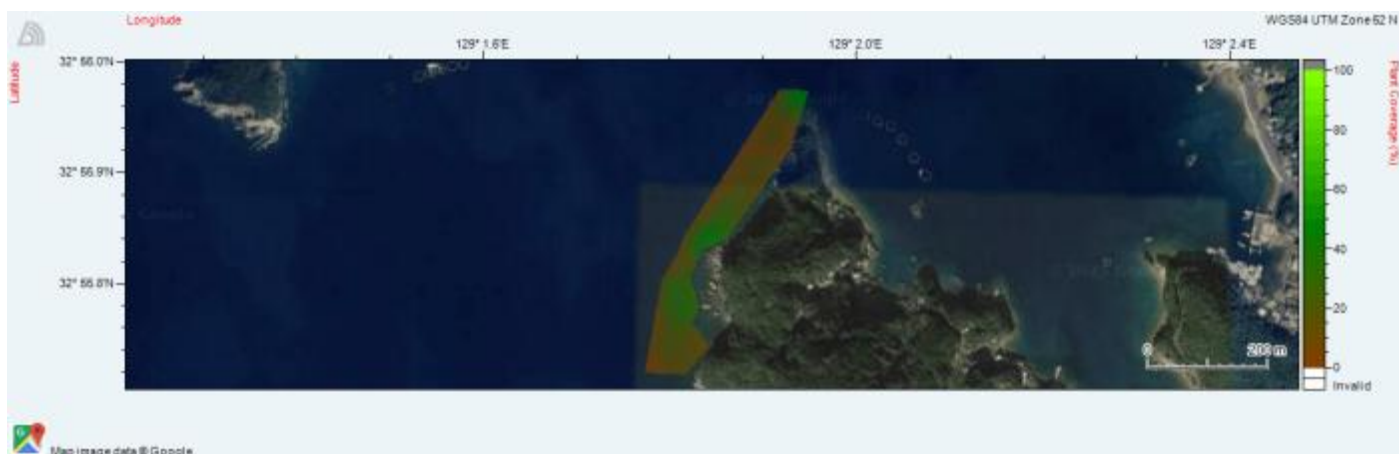 Longitude
WGS84 UTM Zone 52 N
129° 1.6'E
129° 2.0'E
129° 2.4'E
Latitude
32° 56.0'N
32° 55.9'N
32° 55.8'N
Plant Coverage (%)
100
80
60
40
20
0
Invalid
0
200 m
Map image data © Google